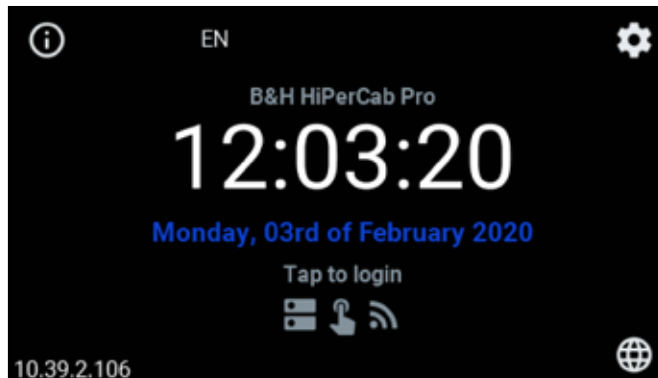 EN
B&H HiPerCab Pro
12:03:20
Monday, 03rd of February 2020
Tap to login
10.39.2.106